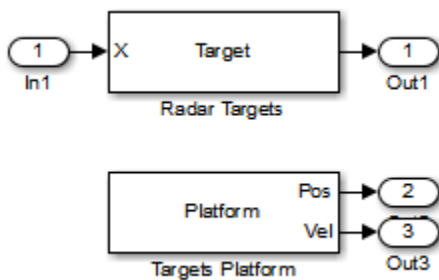 1 X Target 1
In1 Radar Targets Out1
Platform Pos 2
Vel 3
Targets Platform Out3